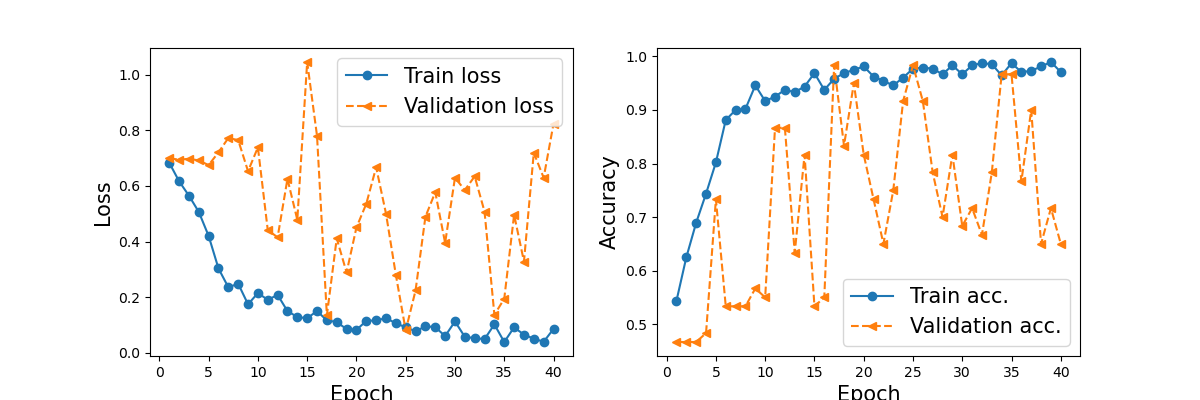 Train loss
Validation loss
Loss
1.0
0.8
0.6
0.4
0.2
0.0
0 5 10 15 20 25 30 35 40
Epoch
Accuracy
1.0
0.9
0.8
0.7
0.6
0.5
Train acc.
Validation acc.
0 5 10 15 20 25 30 35 40
Epoch